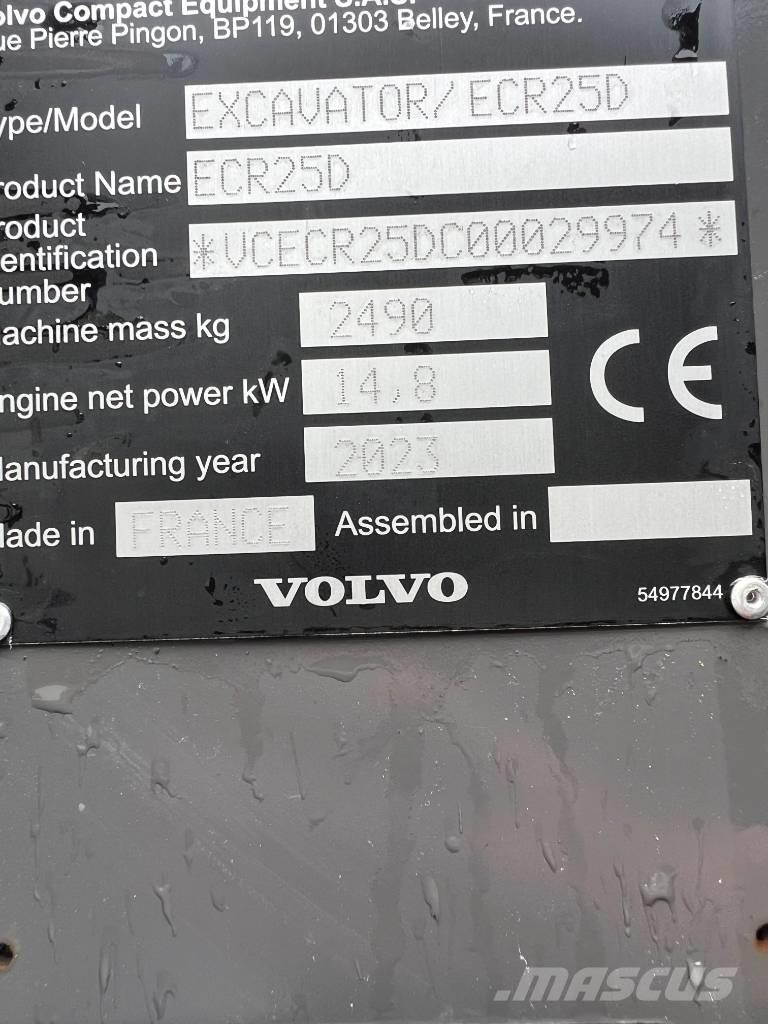 olvo Compact Equipment S.A.S.
ue Pierre Pingon, BP119, 01303 Belley, France.
ype/Model EXCAVATOR/ ECR25D
roduct Name ECR25D
roduct
entification
umber
*VCECR25DC00029974*
achine mass kg 2490
ngine net power kW 14,8
anufacturing year 2023
ade in FRANCE Assembled in
CE
VOLVO
54977844
MASCUS